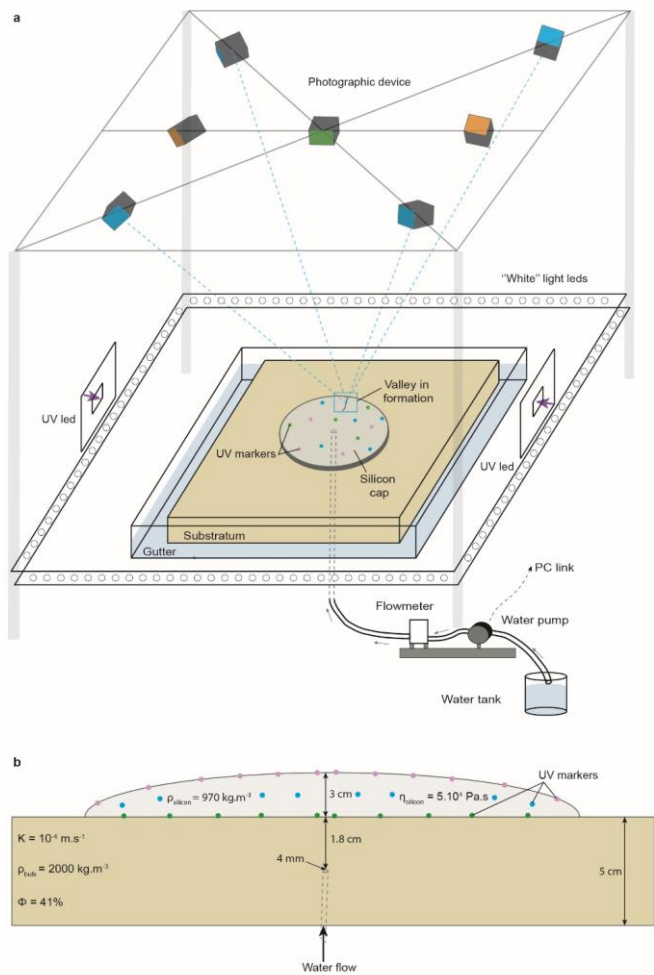 a
Photographic device
"White" light leds
Valley in
formation
UV led
UV markers
Silicon
cap
UV led
Substratum
Gutter
PC link
Flowmeter
Water pump
Water tank
b
UV markers
ρsilicon = 970 kg.m-3
3 cm
ηsilicon = 5.10⁴ Pa.s
K = 10-4 m.s-1
1.8 cm
4 mm
ρbulk = 2000 kg.m-3
5 cm
Φ = 41%
Water flow